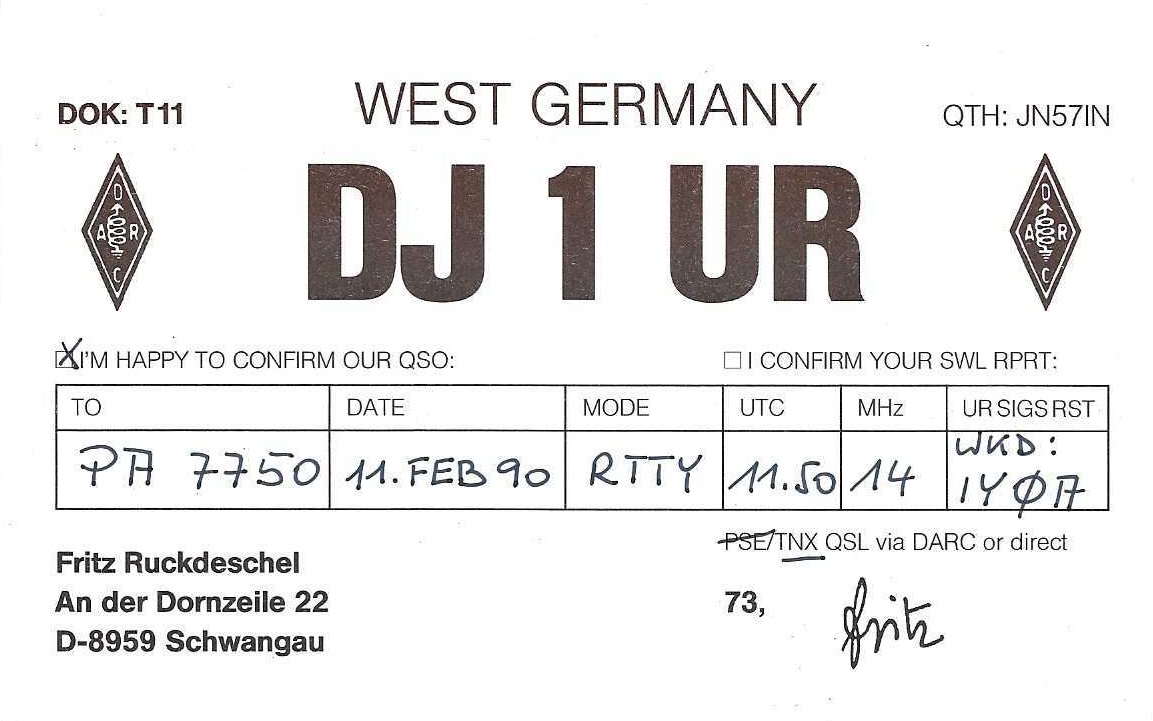 WEST GERMANY
DOK: T11
QTH: JN57IN
DJ 1 UR
D A R C
D A R C
☒ I'M HAPPY TO CONFIRM OUR QSO:
☐ I CONFIRM YOUR SWL RPRT:
TO DATE MODE UTC MHz UR SIGS RST
PA 7750 11. FEB 90 RTTY 11.50 14 WKD: 1YØA
PSE/TNX QSL via DARC or direct
Fritz Ruckdeschel
An der Dornzeile 22
D-8959 Schwangau
73,
fritz